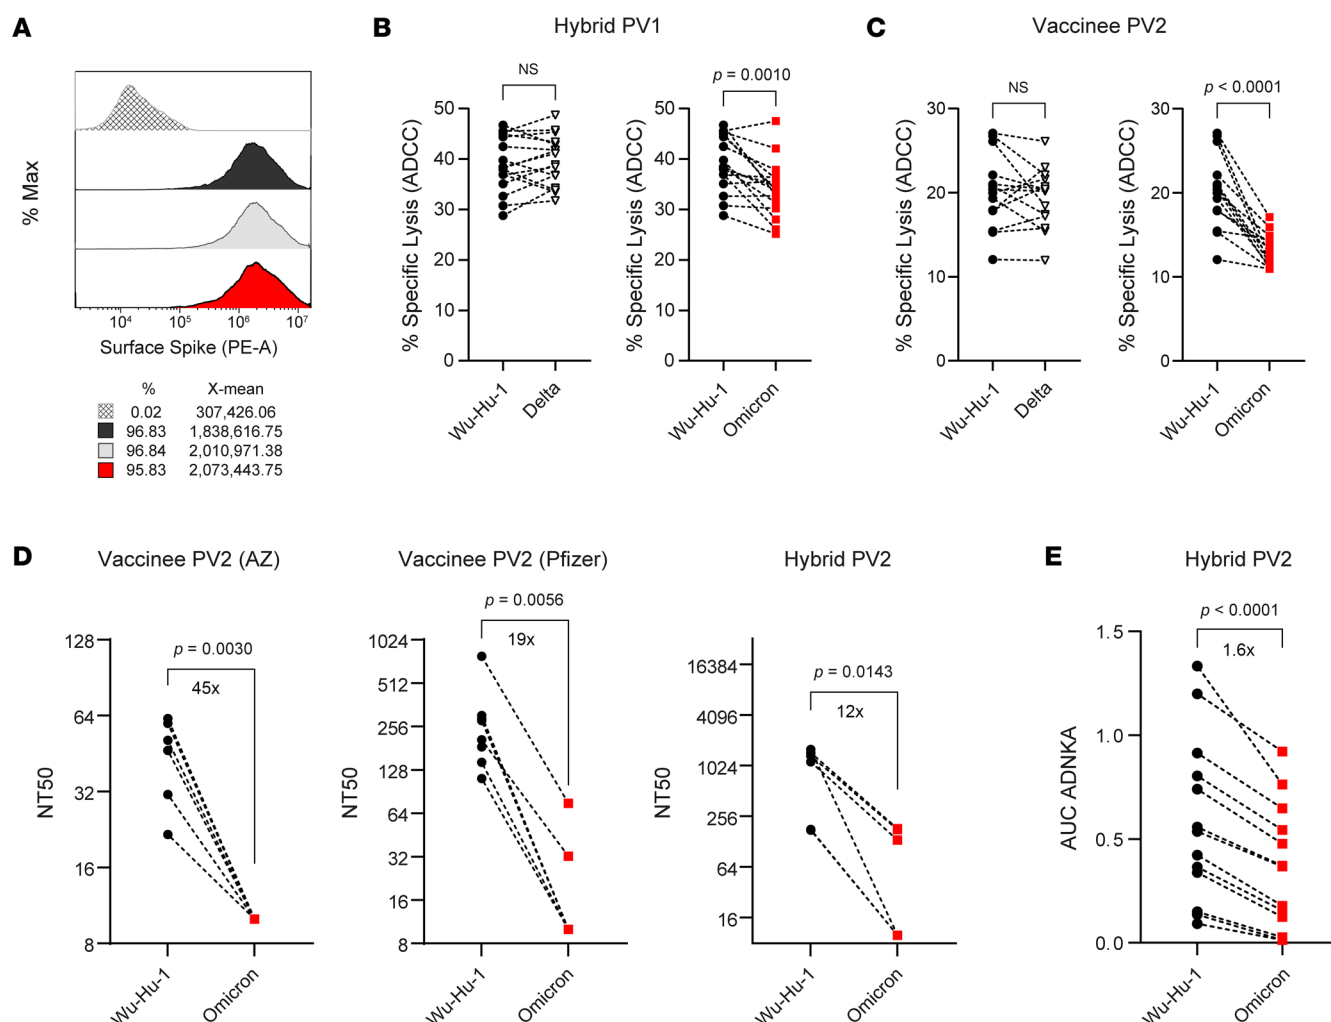 A
% Max
10⁴ 10⁵ 10⁶ 10⁷
Surface Spike (PE-A)
% X-mean
0.02 307,426.06
96.83 1,838,616.75
96.84 2,010,971.38
95.83 2,073,443.75
B
Hybrid PV1
NS
% Specific Lysis (ADCC)
50
40
30
20
10
0
Wu-Hu-1
Delta
p = 0.0010
% Specific Lysis (ADCC)
50
40
30
20
10
0
Wu-Hu-1
Omicron
C
Vaccinee PV2
NS
% Specific Lysis (ADCC)
30
20
10
0
Wu-Hu-1
Delta
p < 0.0001
% Specific Lysis (ADCC)
30
20
10
0
Wu-Hu-1
Omicron
D
Vaccinee PV2 (AZ)
p = 0.0030
45x
NT50
128
64
32
16
8
Wu-Hu-1
Omicron
Vaccinee PV2 (Pfizer)
p = 0.0056
19x
NT50
1024
512
256
128
64
32
16
8
Wu-Hu-1
Omicron
Hybrid PV2
p = 0.0143
12x
NT50
16384
4096
1024
256
64
16
Wu-Hu-1
Omicron
E
Hybrid PV2
p < 0.0001
1.6x
AUC ADNKA
1.5
1.0
0.5
0.0
Wu-Hu-1
Omicron